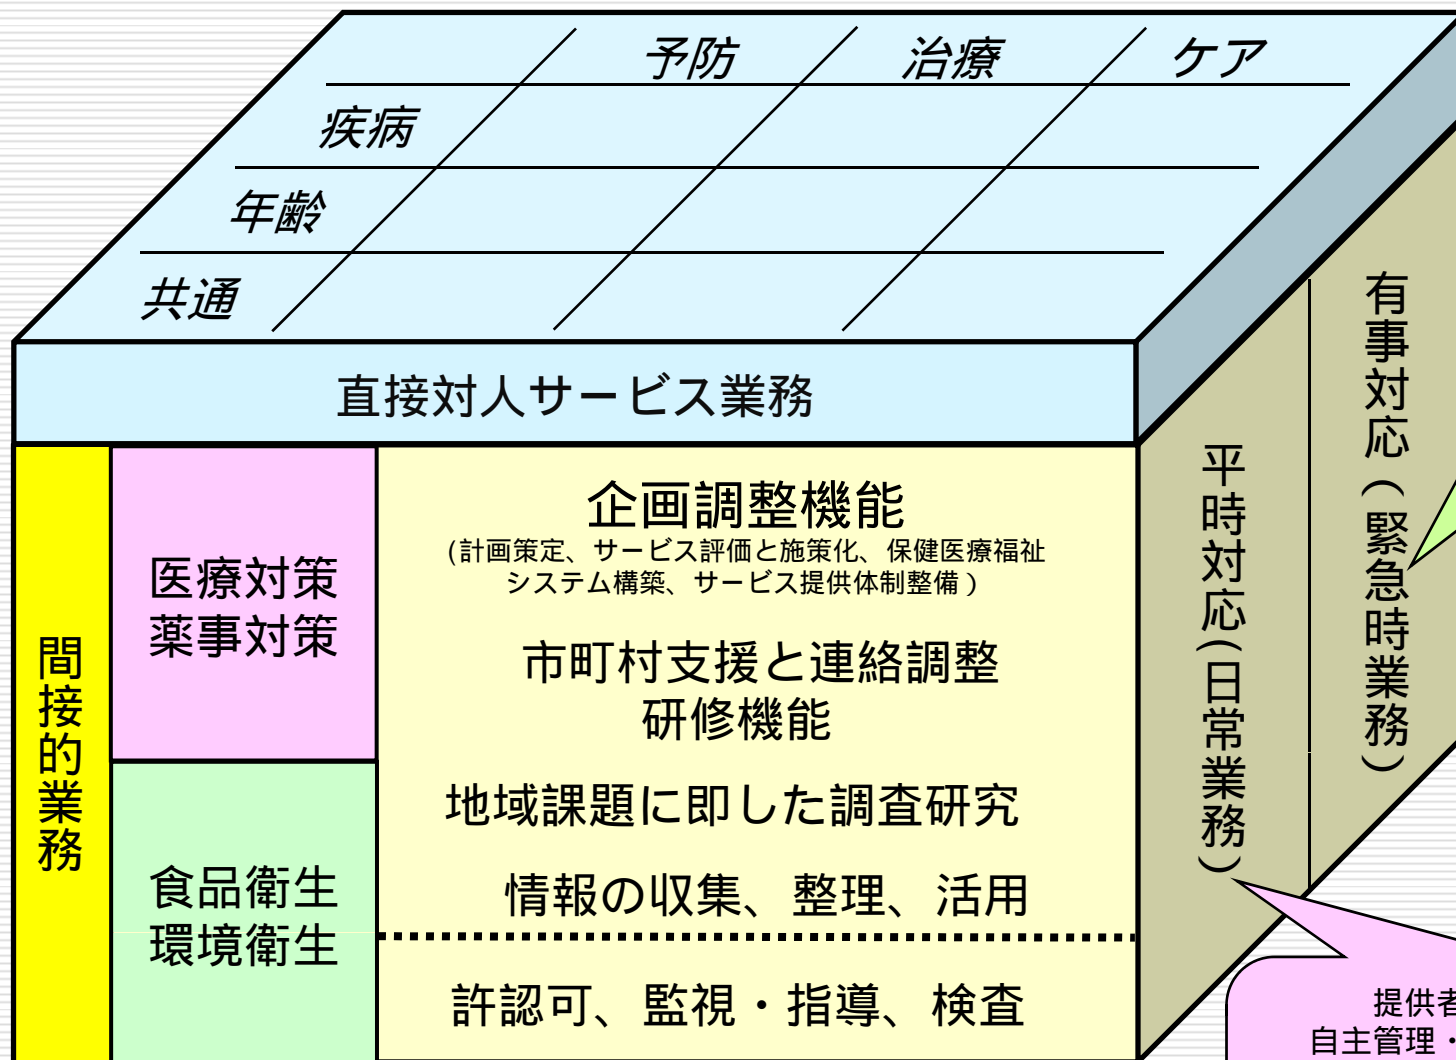 予防 治療 ケア
疾病
年齢
共通
直接対人サービス業務
間接的業務
医療対策
薬事対策
食品衛生
環境衛生
企画調整機能
(計画策定、サービス評価と施策化、保健医療福祉
システム構築、サービス提供体制整備)
市町村支援と連絡調整
研修機能
地域課題に即した調査研究
情報の収集、整理、活用
許認可、監視・指導、検査
平時対応(日常業務)
有事対応(緊急時業務)
提供者
自主管理・